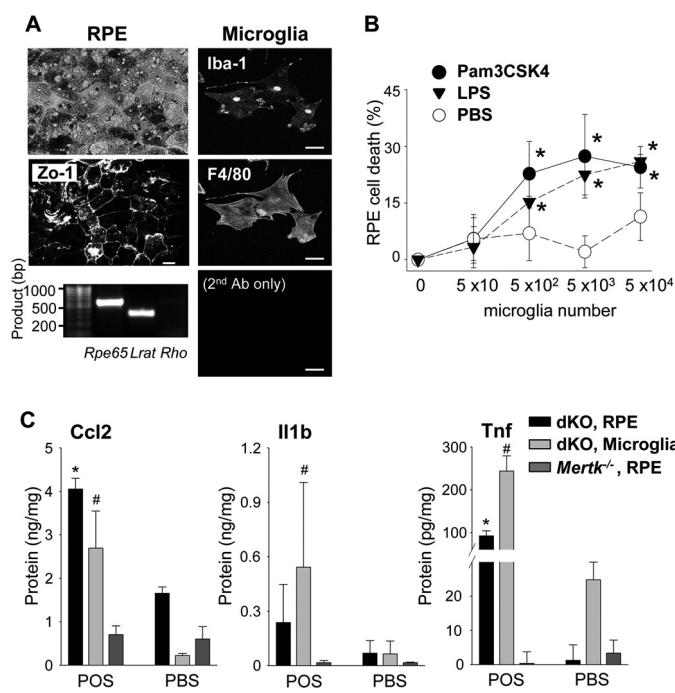 A
RPE
Microglia
Iba-1
Zo-1
F4/80
Product (bp)
1000
500
200
Rpe65 Lrat Rho
(2nd Ab only)
B
Pam3CSK4
LPS
PBS
RPE cell death (%)
45
30
15
0
*
*
*
*
*
*
0
5 x10
5 x10²
5 x10³
5 x10⁴
microglia number
C
Ccl2
Protein (ng/mg)
5
4
3
2
1
0
*
#
POS
PBS
Il1b
Protein (ng/mg)
1.2
0.9
0.6
0.3
0
#
POS
PBS
Tnf
Protein (pg/mg)
300
200
100
20
10
0
*
#
POS
PBS
dKO, RPE
dKO, Microglia
Mertk-/-, RPE